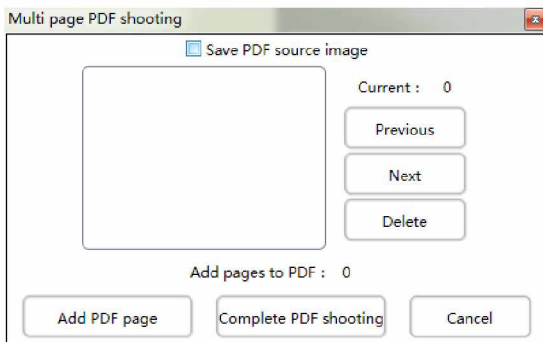 Multi page PDF shooting
Save PDF source image
Current : 0
Previous
Next
Delete
Add pages to PDF : 0
Add PDF page Complete PDF shooting Cancel